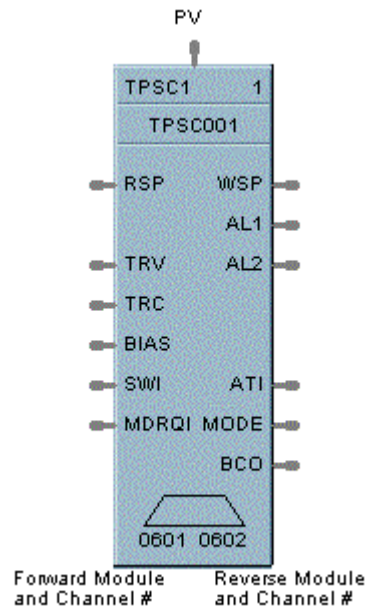 PV
TPSC1 1
TPSC001
RSP WSP
AL1
TRV AL2
TRC
BIAS
SWI ATI
MDRQI MODE
BCO
0601 0602
Forward Module Reverse Module
and Channel # and Channel #